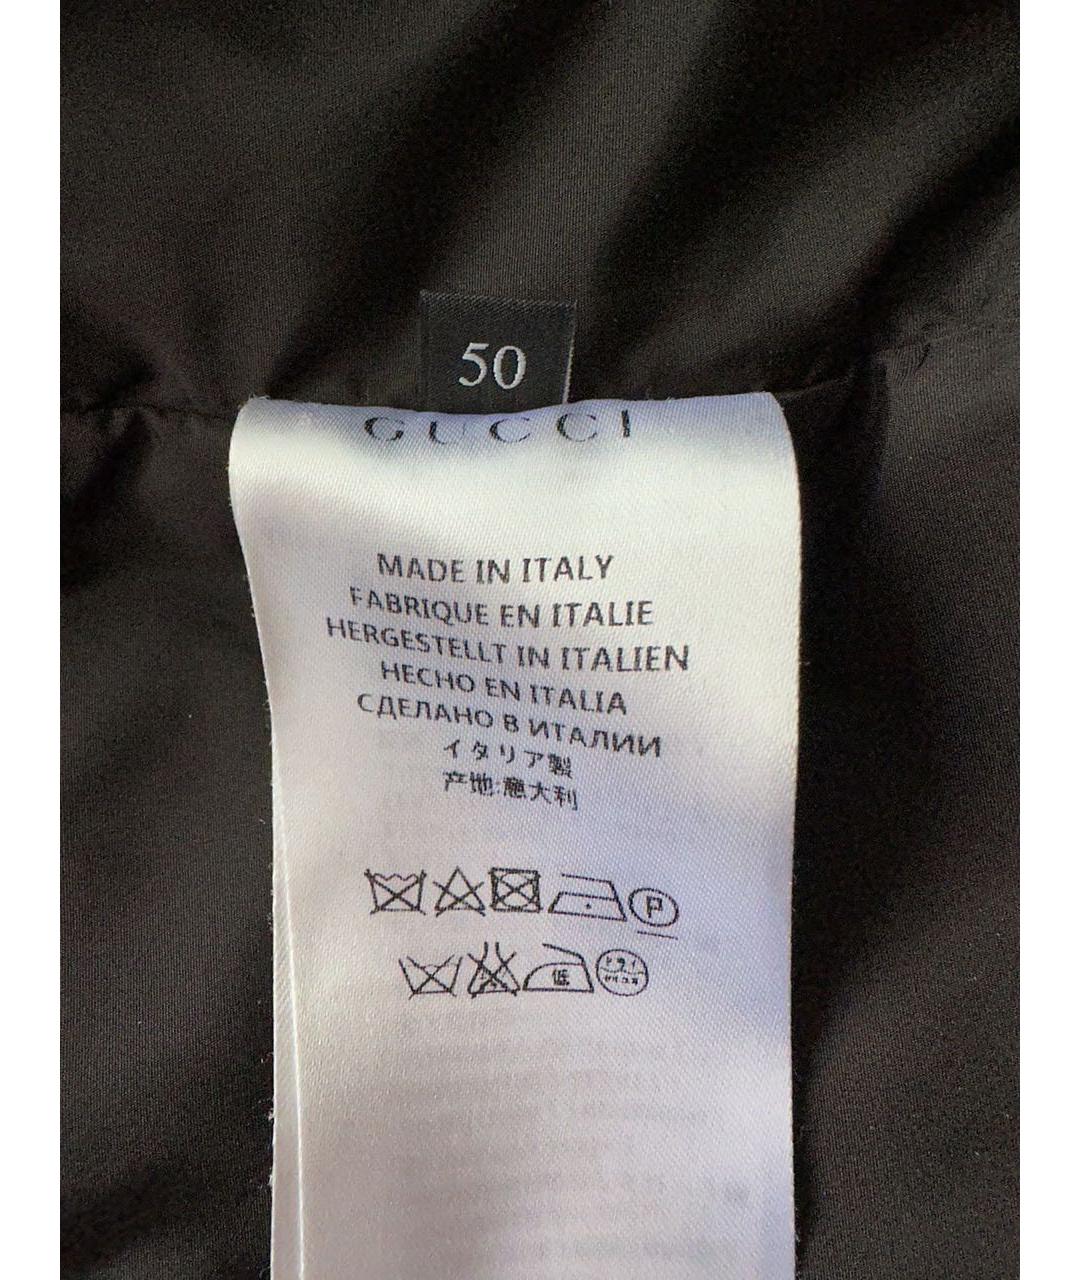 50
GUCCI
MADE IN ITALY
FABRIQUE EN ITALIE
HERGESTELLT IN ITALIEN
HECHO EN ITALIA
СДЕЛАНО В ИТАЛИИ
イタリア製
产地:意大利
P
低